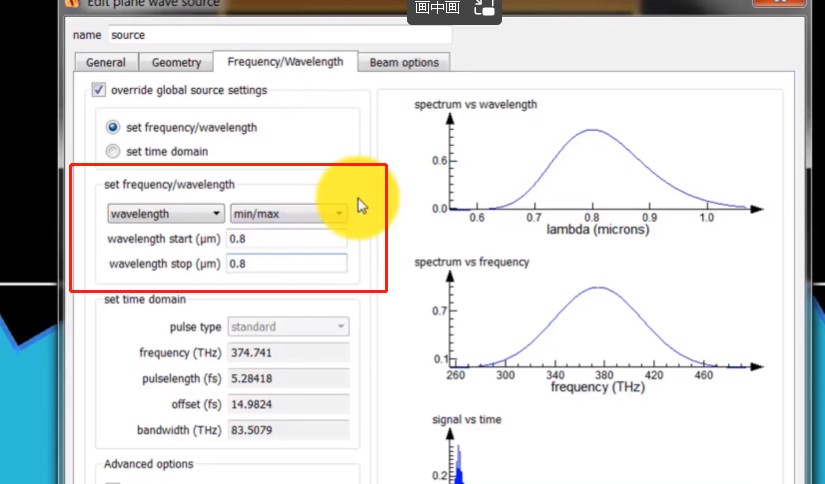 Edit plane wave source
画中画
name source
General Geometry Frequency/Wavelength Beam options
override global source settings
set frequency/wavelength
set time domain
set frequency/wavelength
wavelength min/max
wavelength start (μm) 0.8
wavelength stop (μm) 0.8
set time domain
pulse type standard
frequency (THz) 374.741
pulselength (fs) 5.28418
offset (fs) 14.9824
bandwidth (THz) 83.5079
Advanced options
spectrum vs wavelength
0.6
0.0
0.6 0.7 0.8 0.9 1.0
lambda (microns)
spectrum vs frequency
0.7
0.1
260 300 340 380 420 460
frequency (THz)
signal vs time
0.2